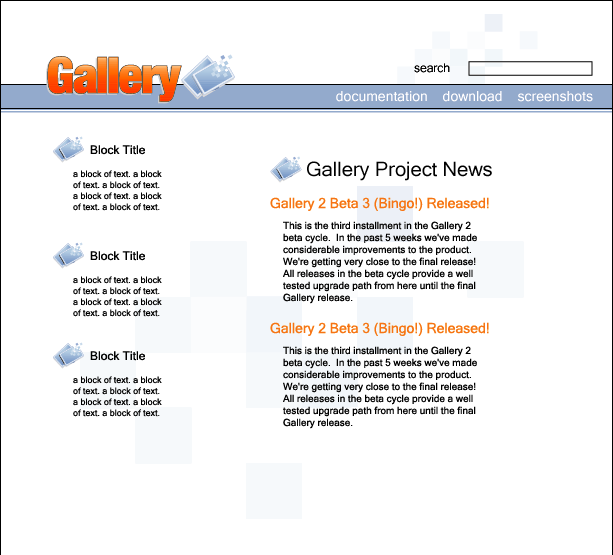 Gallery
search
documentation download screenshots
Block Title
a block of text. a block
of text. a block of text.
a block of text. a block
of text. a block of text.
Block Title
a block of text. a block
of text. a block of text.
a block of text. a block
of text. a block of text.
Block Title
a block of text. a block
of text. a block of text.
a block of text. a block
of text. a block of text.
Gallery Project News
Gallery 2 Beta 3 (Bingo!) Released!
This is the third installment in the Gallery 2
beta cycle. In the past 5 weeks we've made
considerable improvements to the product.
We're getting very close to the final release!
All releases in the beta cycle provide a well
tested upgrade path from here until the final
Gallery release.
Gallery 2 Beta 3 (Bingo!) Released!
This is the third installment in the Gallery 2
beta cycle. In the past 5 weeks we've made
considerable improvements to the product.
We're getting very close to the final release!
All releases in the beta cycle provide a well
tested upgrade path from here until the final
Gallery release.